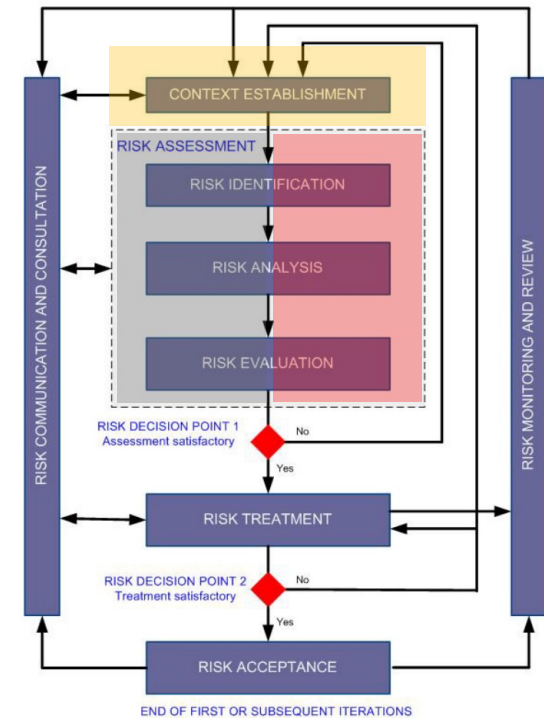 CONTEXT ESTABLISHMENT
RISK ASSESSMENT
RISK IDENTIFICATION
RISK ANALYSIS
RISK EVALUATION
RISK COMMUNICATION AND CONSULTATION
RISK MONITORING AND REVIEW
RISK DECISION POINT 1
Assessment satisfactory
No
Yes
RISK TREATMENT
RISK DECISION POINT 2
Treatment satisfactory
No
Yes
RISK ACCEPTANCE
END OF FIRST OR SUBSEQUENT ITERATIONS